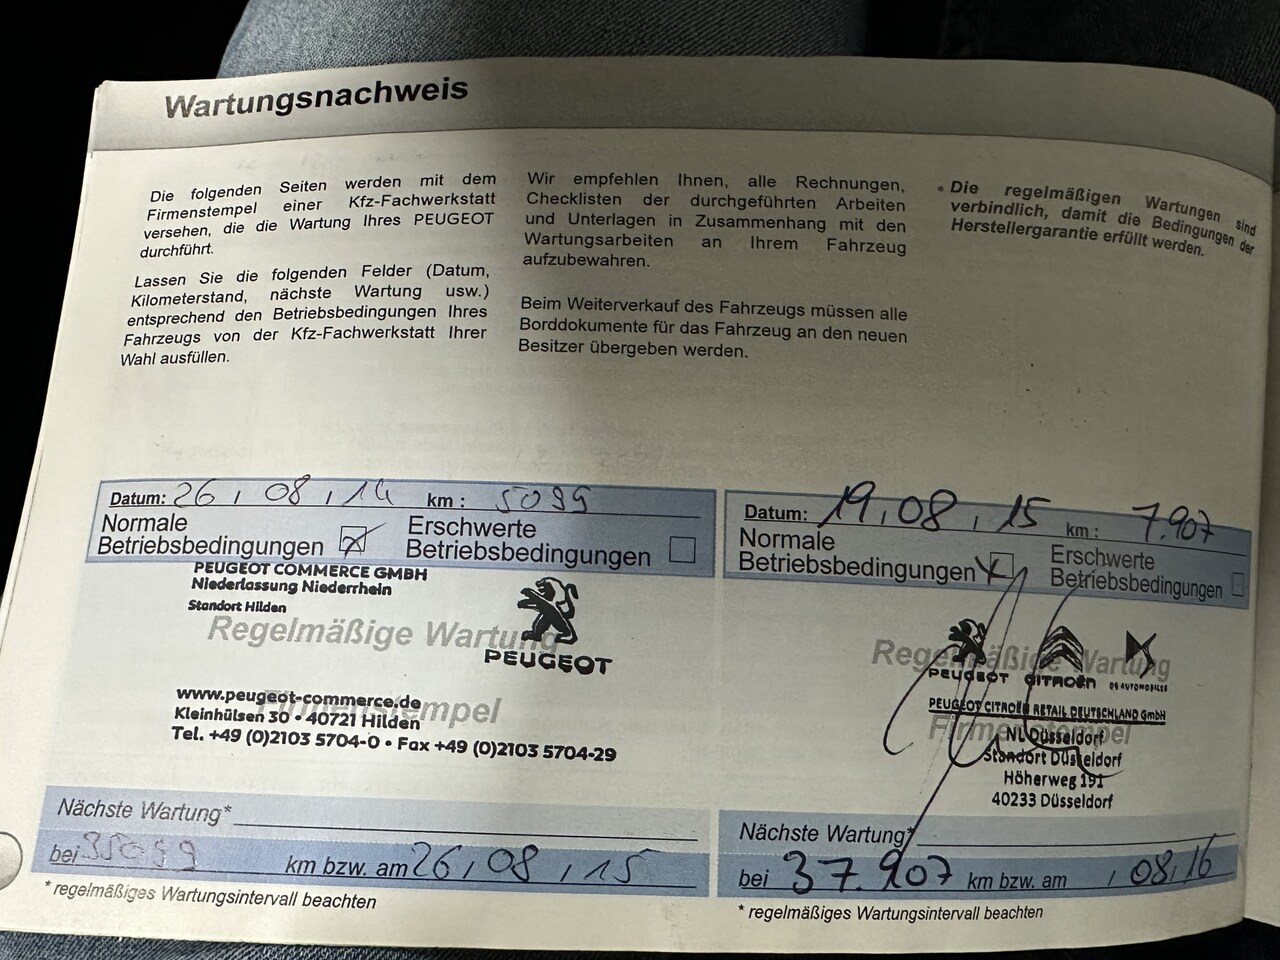 Wartungsnachweis
Die folgenden Seiten werden mit dem
Firmenstempel einer Kfz-Fachwerkstatt
versehen, die die Wartung Ihres PEUGEOT
durchführt.
Lassen Sie die folgenden Felder (Datum,
Kilometerstand, nächste Wartung usw.)
entsprechend den Betriebsbedingungen Ihres
Fahrzeugs von der Kfz-Fachwerkstatt Ihrer
Wahl ausfüllen.
Wir empfehlen Ihnen, alle Rechnungen,
Checklisten der durchgeführten Arbeiten
und Unterlagen in Zusammenhang mit den
Wartungsarbeiten an Ihrem Fahrzeug
aufzubewahren.
Beim Weiterverkauf des Fahrzeugs müssen alle
Borddokumente für das Fahrzeug an den neuen
Besitzer übergeben werden.
• Die regelmäßigen Wartungen sind
verbindlich, damit die Bedingungen der
Herstellergarantie erfüllt werden.
Datum: 26 , 08 , 14 km : 5099
Normale
Betriebsbedingungen
Erschwerte
Betriebsbedingungen
PEUGEOT COMMERCE GMBH
Niederlassung Niederrhein
Standort Hilden
Regelmäßige Wartung
PEUGEOT
Firmenstempel
www.peugeot-commerce.de
Kleinhülsen 30 • 40721 Hilden
Tel. +49 (0)2103 5704-0 • Fax +49 (0)2103 5704-29
Nächste Wartung*
bei 35099 km bzw. am 26 , 08 , 15
* regelmäßiges Wartungsintervall beachten
Datum: 19 , 08 , 15 km : 7.907
Normale
Betriebsbedingungen
Erschwerte
Betriebsbedingungen
Regelmäßige Wartung
PEUGEOT CITROËN DS AUTOMOBILES
PEUGEOT CITROËN RETAIL DEUTSCHLAND GmbH
Firmenstempel
NL Düsseldorf
Standort Düsseldorf
Höherweg 191
40233 Düsseldorf
Nächste Wartung*
bei 37.907 km bzw. am , 08 , 16
* regelmäßiges Wartungsintervall beachten